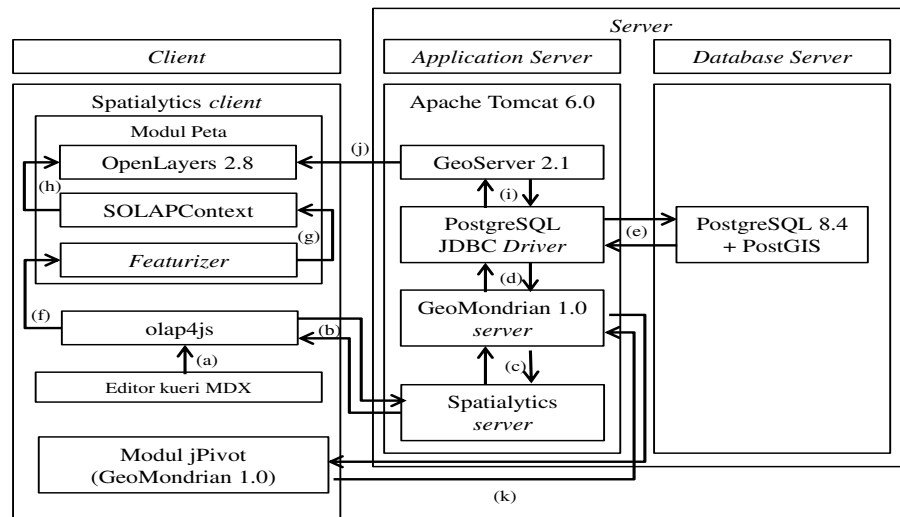 Server
Client
Application Server
Database Server
Spatialytics client
Apache Tomcat 6.0
Modul Peta
OpenLayers 2.8
(j)
GeoServer 2.1
(h)
(i)
SOLAPContext
(g)
PostgreSQL
JDBC Driver
(e)
PostgreSQL 8.4
+ PostGIS
Featurizer
(d)
(f)
olap4js
(b)
GeoMondrian 1.0
server
(a)
(c)
Editor kueri MDX
Spatialytics
server
Modul jPivot
(GeoMondrian 1.0)
(k)